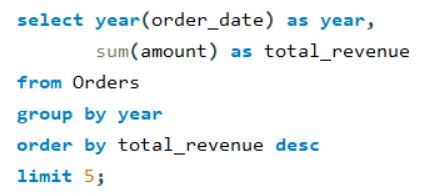 select year(order_date) as year,
       sum(amount) as total_revenue
from Orders
group by year
order by total_revenue desc
limit 5;